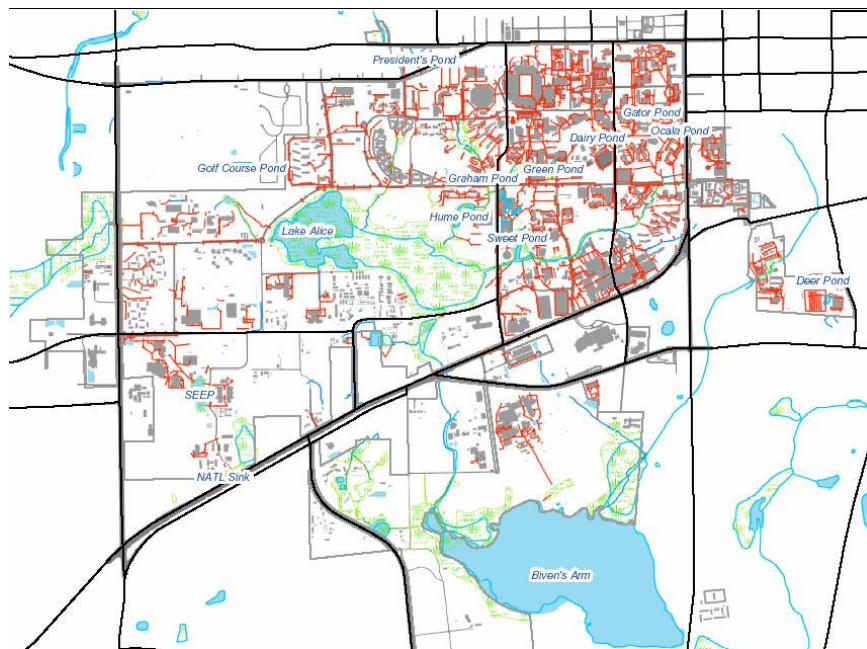 President's Pond
Gator Pond
Dairy Pond
Ocala Pond
Golf Course Pond
Green Pond
Graham Pond
Hume Pond
Lake Alice
Sweet Pond
Deer Pond
SEEP
NATL Sink
Biven's Arm